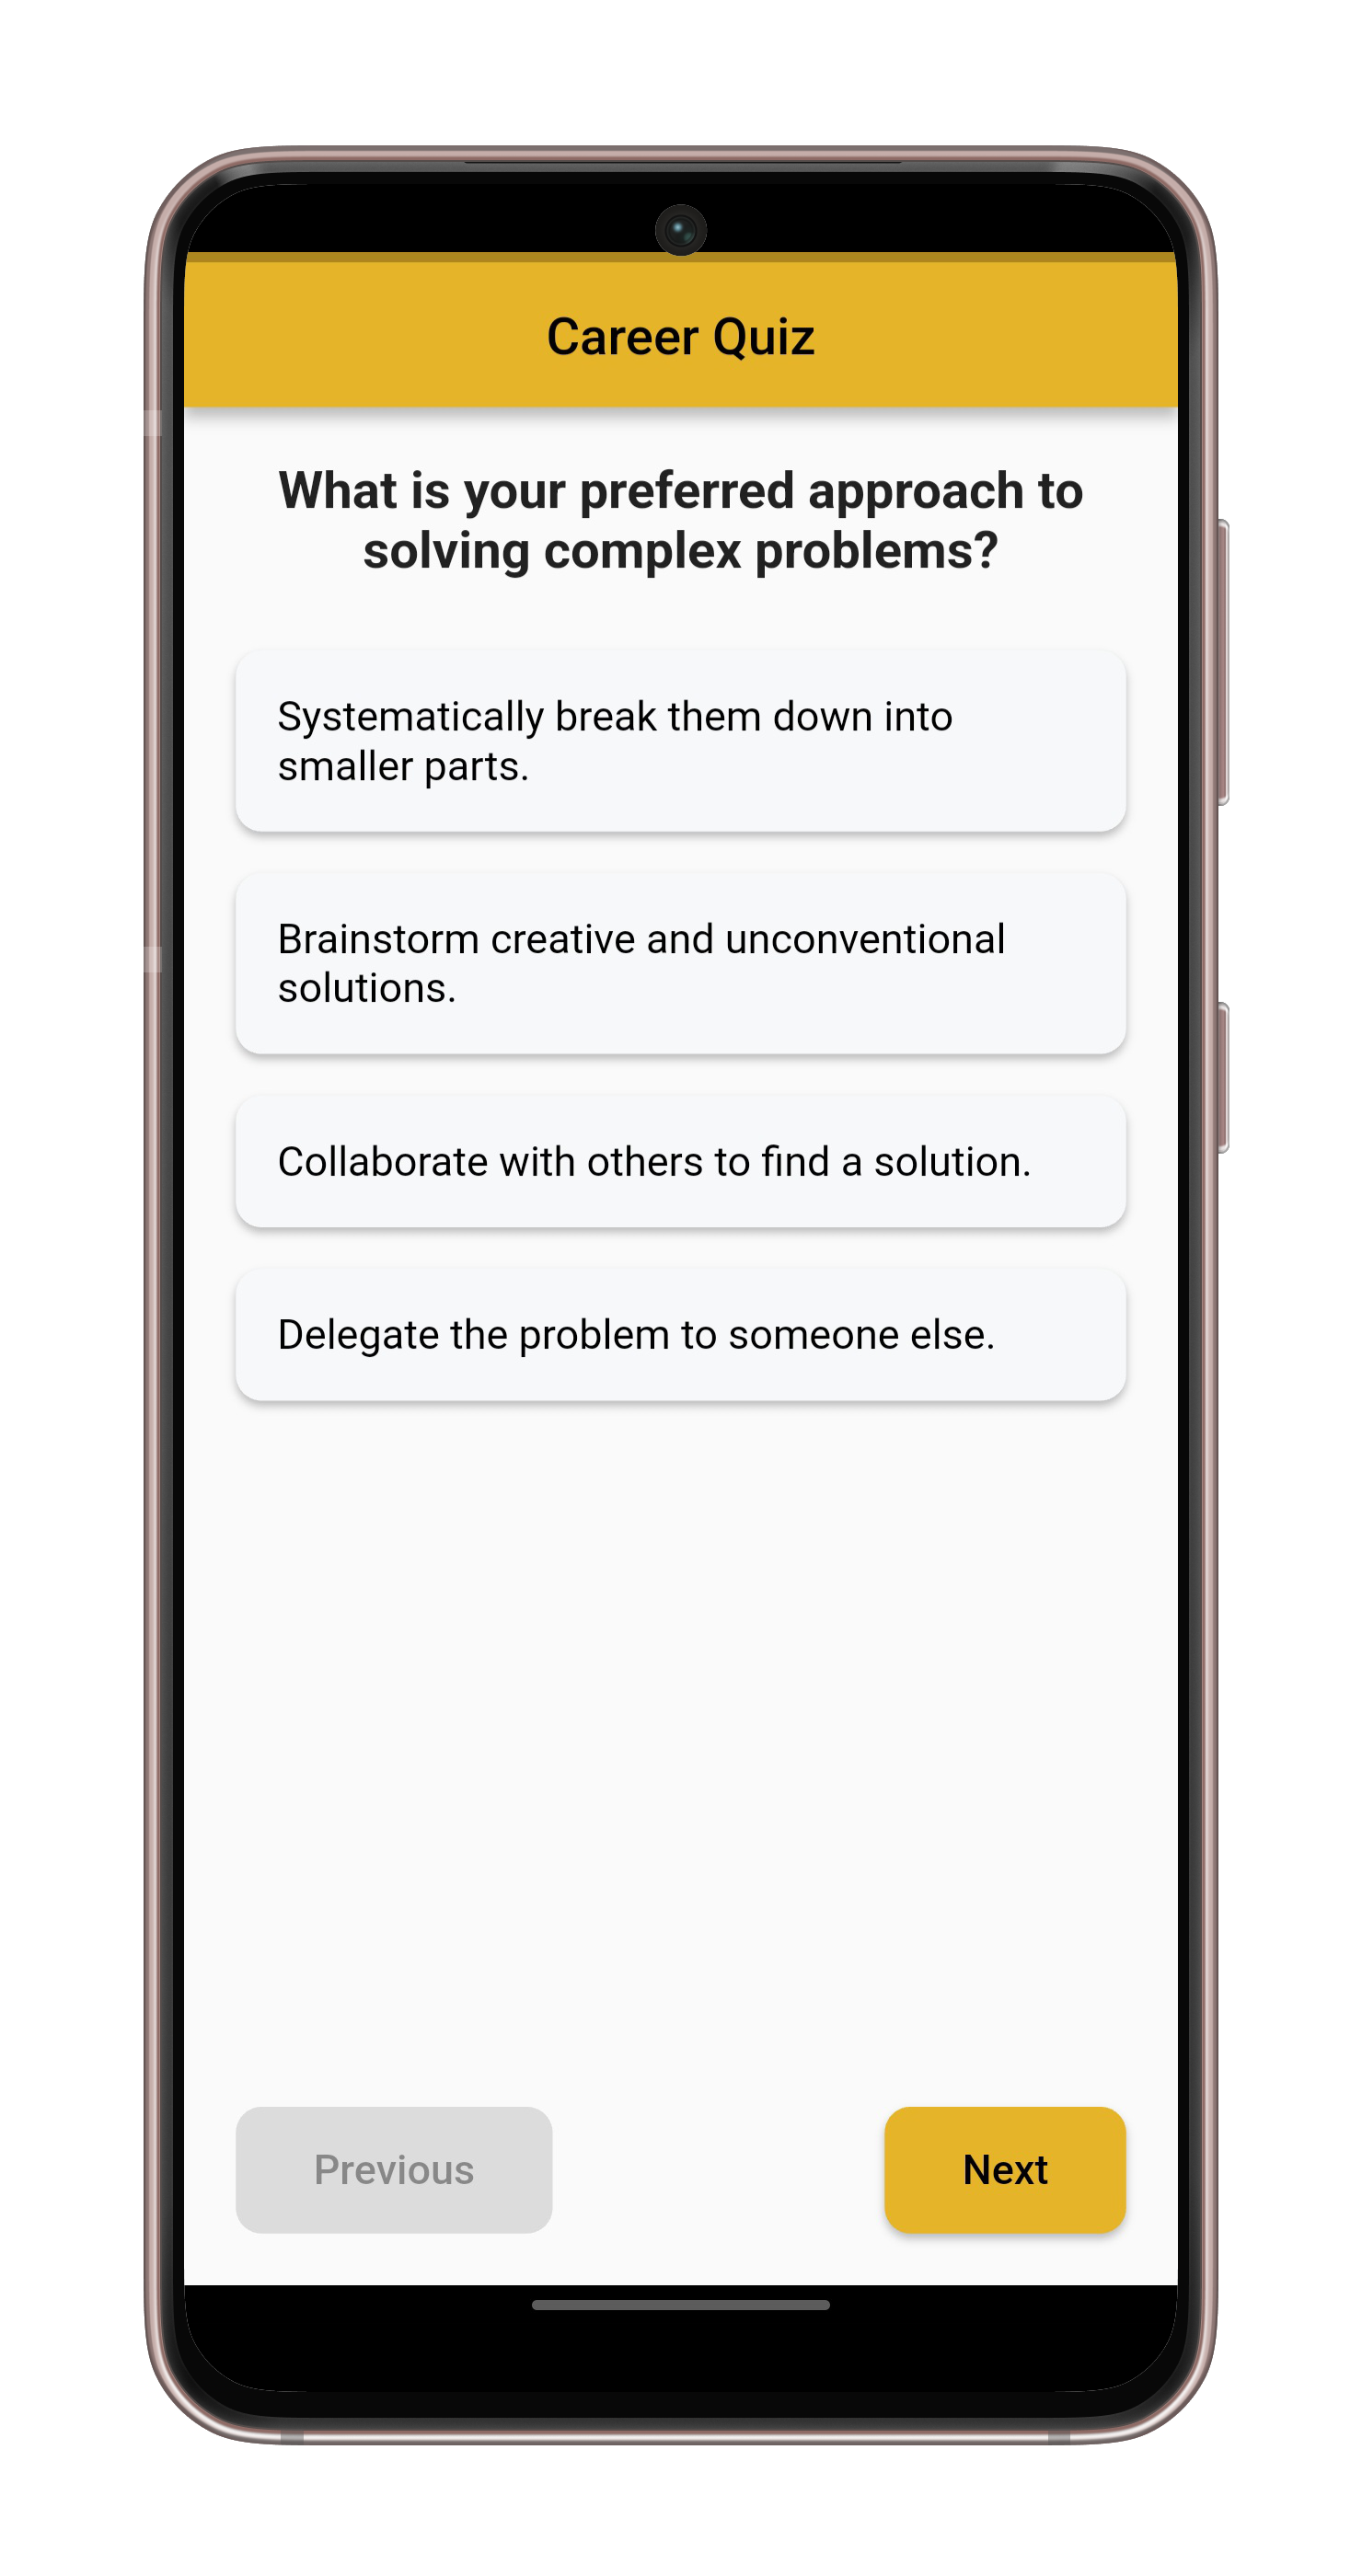 Career Quiz
What is your preferred approach to
solving complex problems?
Systematically break them down into
smaller parts.
Brainstorm creative and unconventional
solutions.
Collaborate with others to find a solution.
Delegate the problem to someone else.
Previous
Next